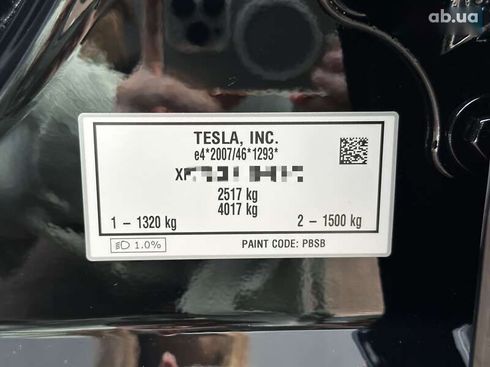 ab.ua
TESLA, INC.
e4*2007/46*1293*
2517 kg
4017 kg
1 – 1320 kg 2 – 1500 kg
1.0% PAINT CODE: PBSB